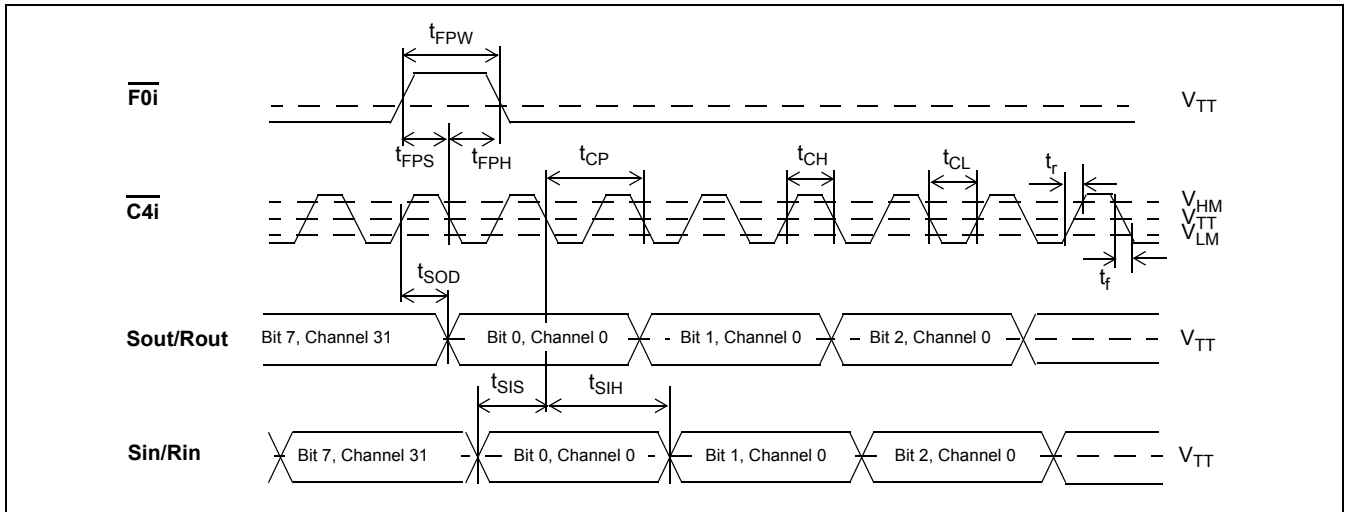 tFPW
F0i
VTT
tFPS
tFPH
tCP
tCH
tCL
tr
C4i
VHM
VTT
VLM
tSOD
tf
Sout/Rout
Bit 7, Channel 31
Bit 0, Channel 0
Bit 1, Channel 0
Bit 2, Channel 0
VTT
tSIS
tSIH
Sin/Rin
Bit 7, Channel 31
Bit 0, Channel 0
Bit 1, Channel 0
Bit 2, Channel 0
VTT